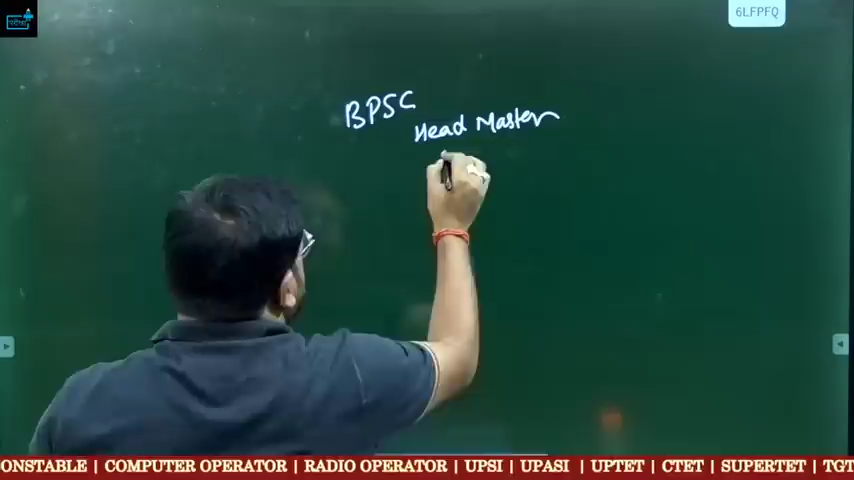 6LFPFQ
BPSC
Head Master
ONSTABLE | COMPUTER OPERATOR | RADIO OPERATOR | UPSI | UPASI | UPTET | CTET | SUPERTET | TGT